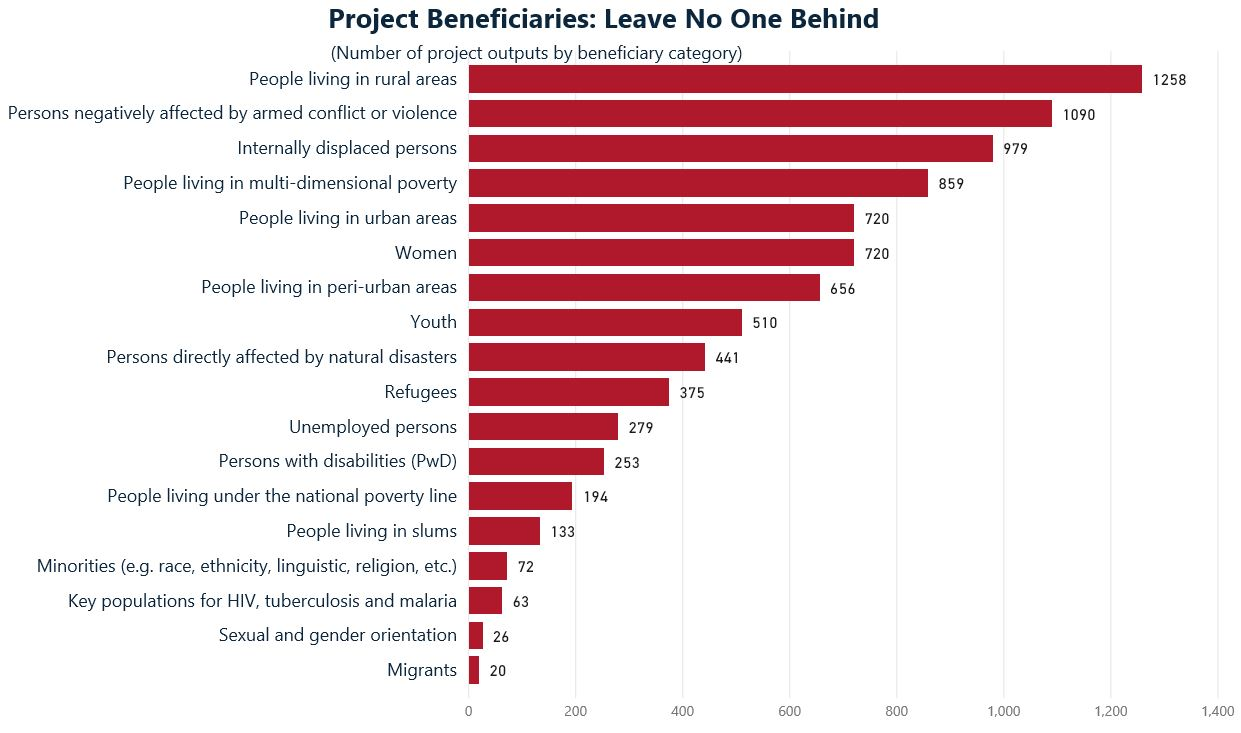 Project Beneficiaries: Leave No One Behind
(Number of project outputs by beneficiary category)
People living in rural areas 1258
Persons negatively affected by armed conflict or violence 1090
Internally displaced persons 979
People living in multi-dimensional poverty 859
People living in urban areas 720
Women 720
People living in peri-urban areas 656
Youth 510
Persons directly affected by natural disasters 441
Refugees 375
Unemployed persons 279
Persons with disabilities (PwD) 253
People living under the national poverty line 194
People living in slums 133
Minorities (e.g. race, ethnicity, linguistic, religion, etc.) 72
Key populations for HIV, tuberculosis and malaria 63
Sexual and gender orientation 26
Migrants 20
0 200 400 600 800 1,000 1,200 1,400